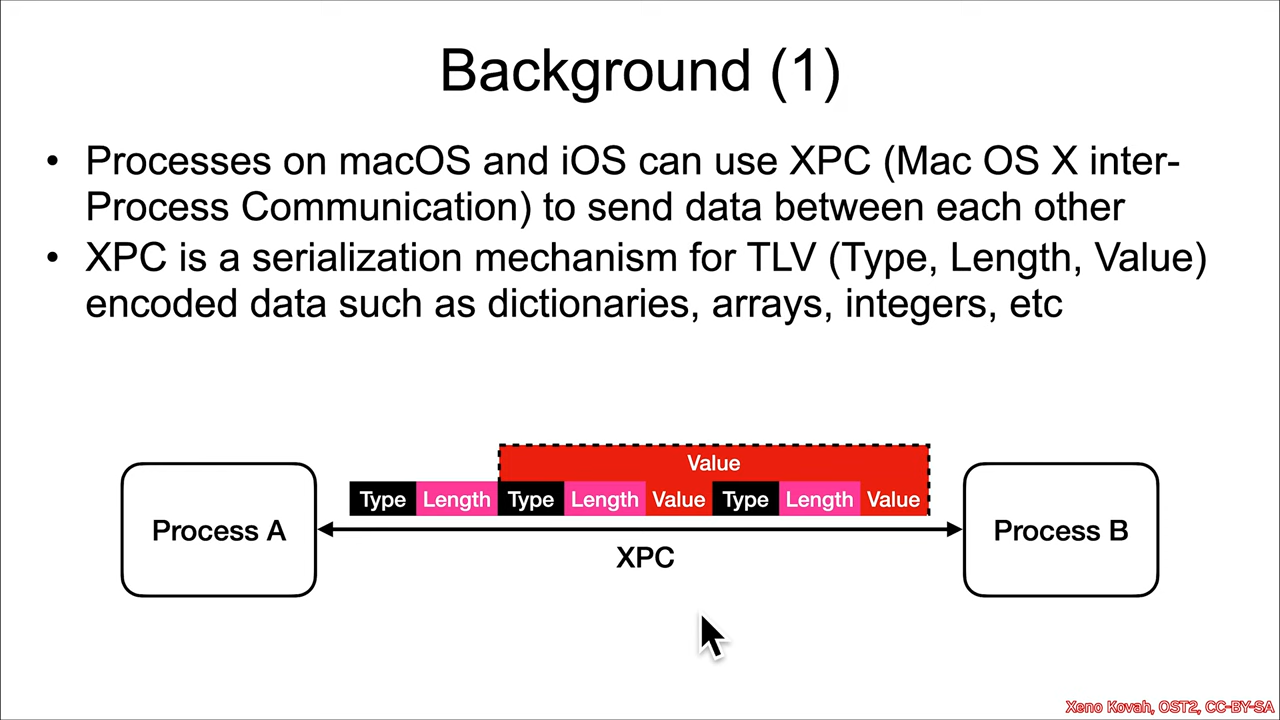 Background (1)
• Processes on macOS and iOS can use XPC (Mac OS X inter-
Process Communication) to send data between each other
• XPC is a serialization mechanism for TLV (Type, Length, Value)
encoded data such as dictionaries, arrays, integers, etc
Value
Process A
Type Length Type Length Value Type Length Value
Process B
XPC
Xeno Kovah, OST2, CC-BY-SA